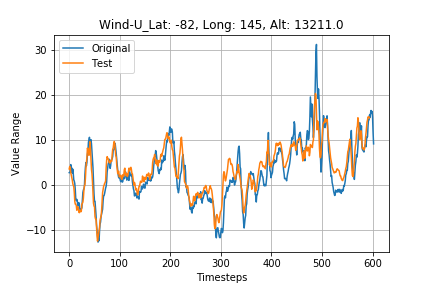 Wind-U_Lat: -82, Long: 145, Alt: 13211.0
Original
Test
Value Range
30
20
10
0
−10
0 100 200 300 400 500 600
Timesteps